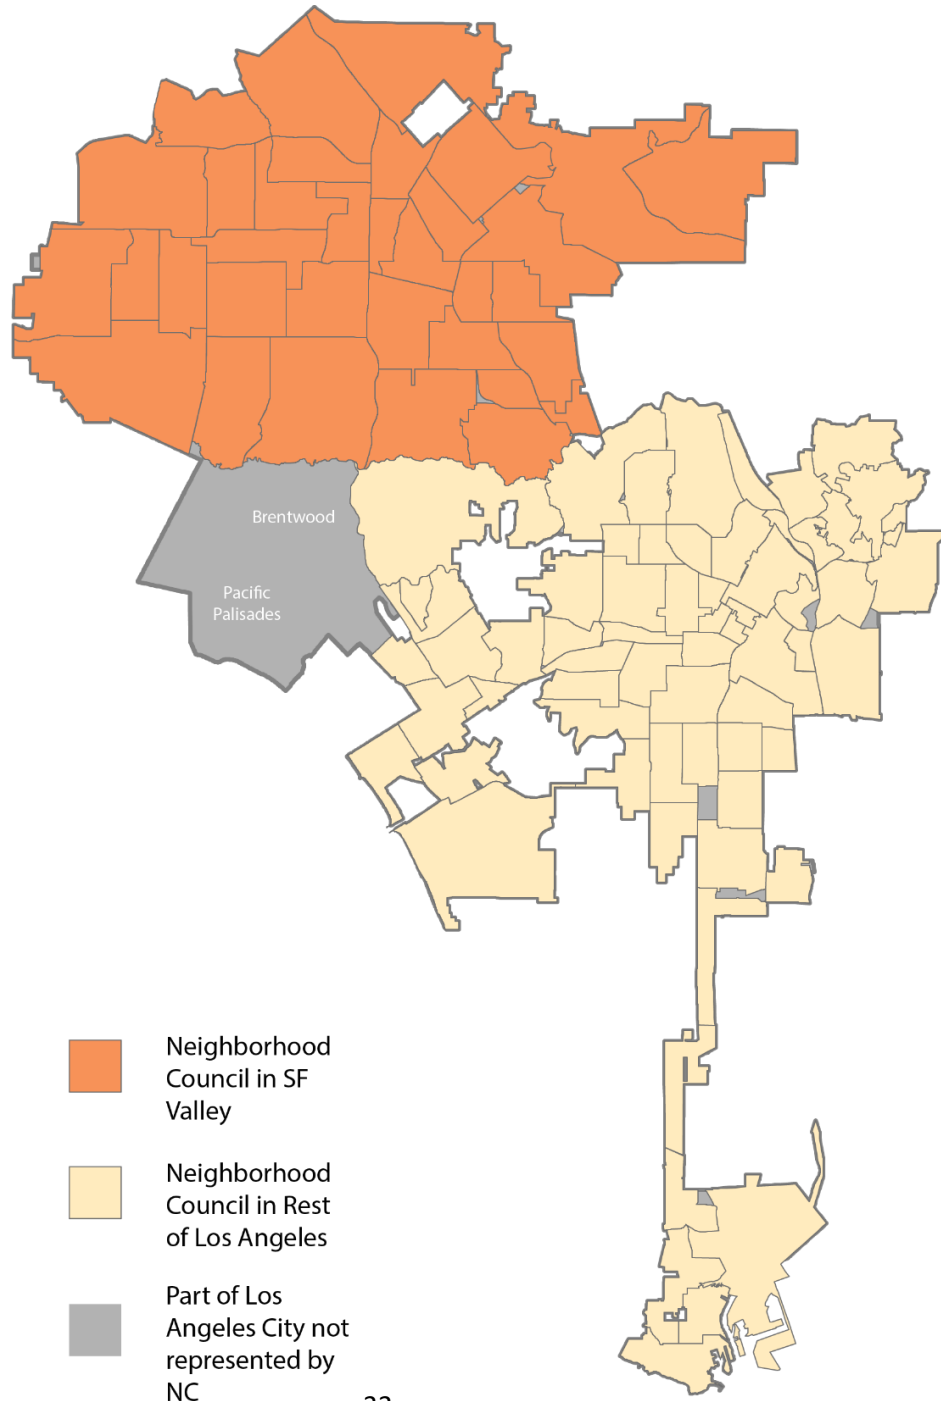 Brentwood
Pacific
Palisades
Neighborhood
Council in SF
Valley
Neighborhood
Council in Rest
of Los Angeles
Part of Los
Angeles City not
represented by
NC